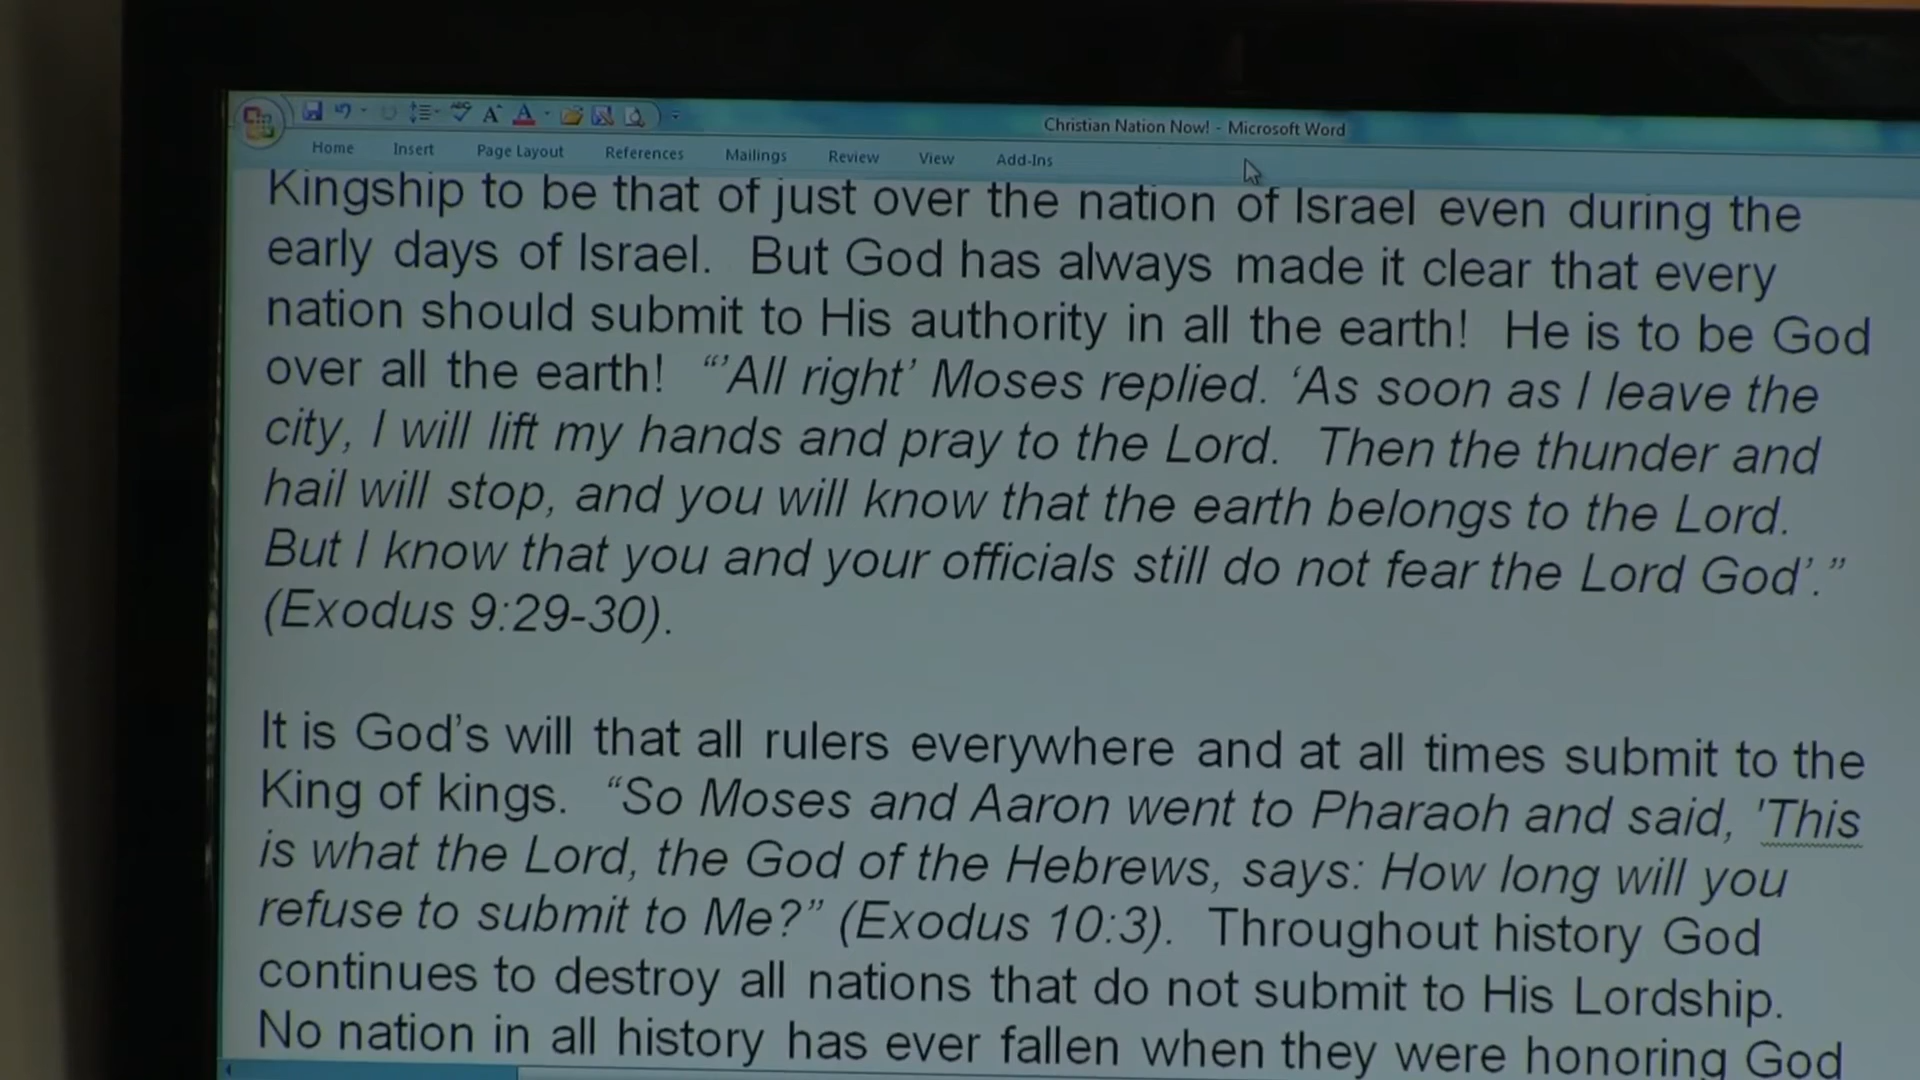 Christian Nation Now! - Microsoft Word
Home Insert Page Layout References Mailings Review View Add-Ins
Kingship to be that of just over the nation of Israel even during the
early days of Israel.  But God has always made it clear that every
nation should submit to His authority in all the earth!  He is to be God
over all the earth!  “’All right’ Moses replied. ‘As soon as I leave the
city, I will lift my hands and pray to the Lord.  Then the thunder and
hail will stop, and you will know that the earth belongs to the Lord.
But I know that you and your officials still do not fear the Lord God’.”
(Exodus 9:29-30).
It is God’s will that all rulers everywhere and at all times submit to the
King of kings.  “So Moses and Aaron went to Pharaoh and said, 'This
is what the Lord, the God of the Hebrews, says: How long will you
refuse to submit to Me?” (Exodus 10:3).  Throughout history God
continues to destroy all nations that do not submit to His Lordship.
No nation in all history has ever fallen when they were honoring God